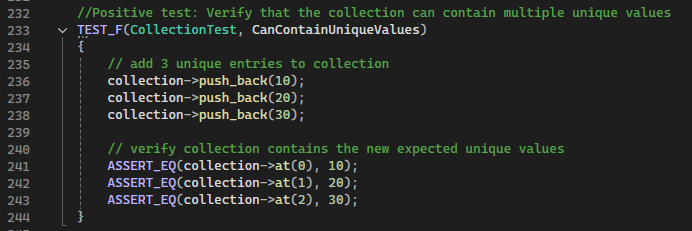 232 //Positive test: Verify that the collection can contain multiple unique values
233 TEST_F(CollectionTest, CanContainUniqueValues)
234 {
235 // add 3 unique entries to collection
236 collection->push_back(10);
237 collection->push_back(20);
238 collection->push_back(30);
239
240 // verify collection contains the new expected unique values
241 ASSERT_EQ(collection->at(0), 10);
242 ASSERT_EQ(collection->at(1), 20);
243 ASSERT_EQ(collection->at(2), 30);
244 }